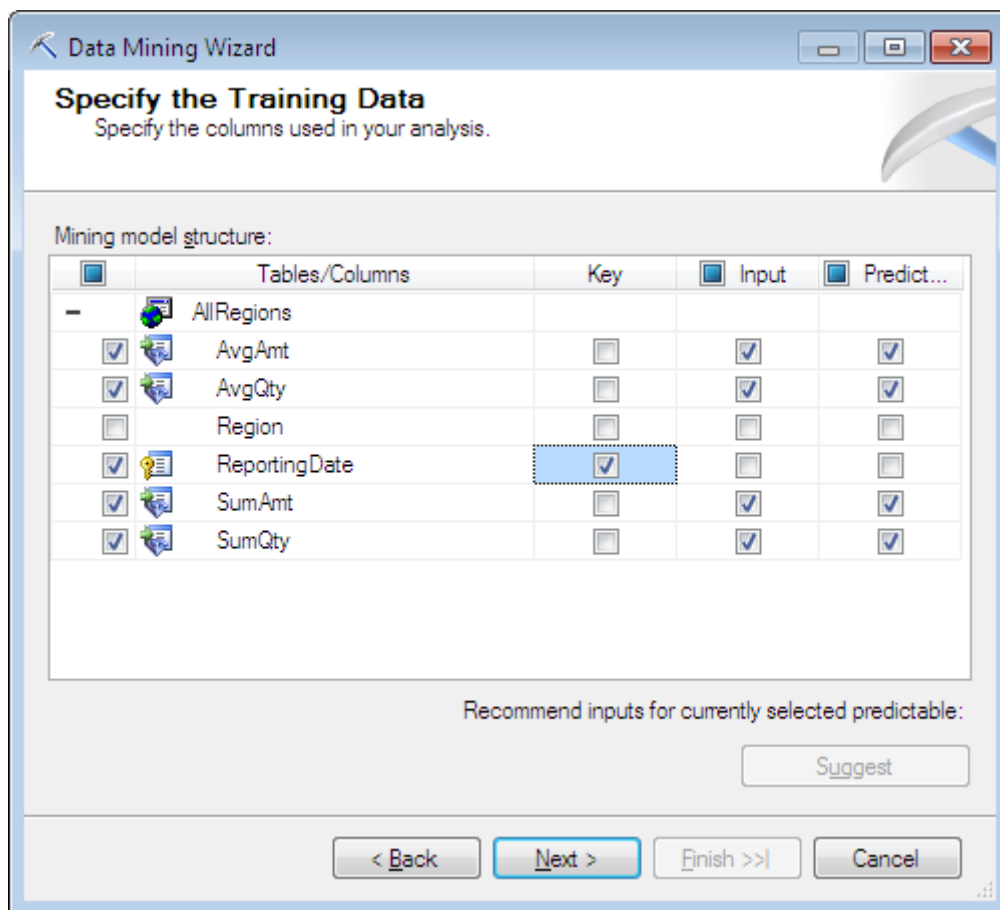 Data Mining Wizard
Specify the Training Data
Specify the columns used in your analysis.
Mining model structure:
Tables/Columns Key Input Predict...
AllRegions
AvgAmt
AvgQty
Region
ReportingDate
SumAmt
SumQty
Recommend inputs for currently selected predictable:
Suggest
< Back Next > Finish >>| Cancel